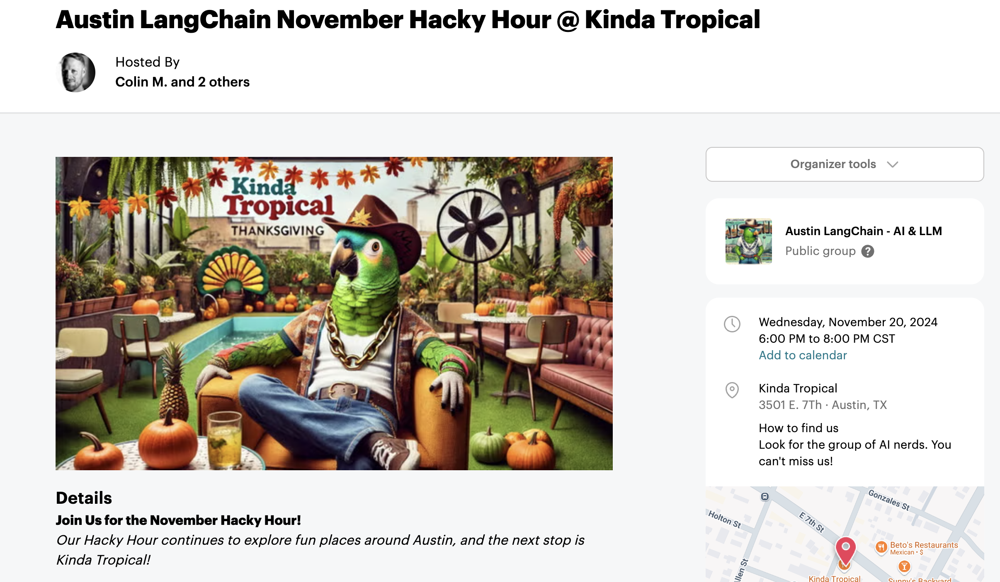 Austin LangChain November Hacky Hour @ Kinda Tropical
Hosted By
Colin M. and 2 others
Kinda
Tropical
THANKSGIVING
Details
Join Us for the November Hacky Hour!
Our Hacky Hour continues to explore fun places around Austin, and the next stop is
Kinda Tropical!
Organizer tools
Austin LangChain - AI & LLM
Public group ?
Wednesday, November 20, 2024
6:00 PM to 8:00 PM CST
Add to calendar
Kinda Tropical
3501 E. 7Th · Austin, TX
How to find us
Look for the group of AI nerds. You
can't miss us!
Gonzales St
Holton St
E 7th St
Beto's Restaurants
Mexican • $
Kinda Tropical
Sunny's Backyard